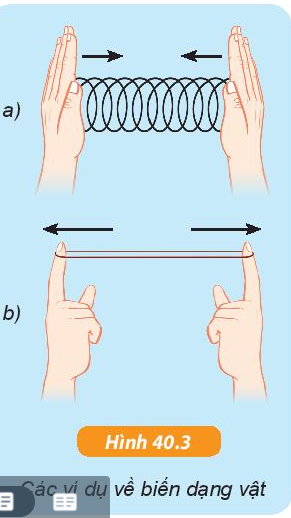 a)
b)
Hình 40.3
Các ví dụ về biến dạng vật